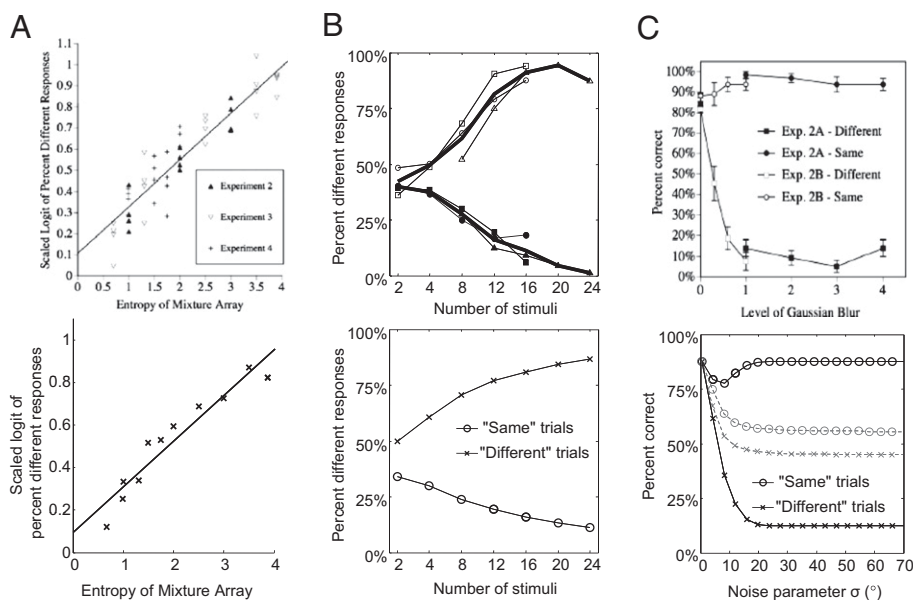 A
B
C
Scaled Logit of Percent Different Responses
1.1
1
0.9
0.8
0.7
0.6
0.5
0.4
0.3
0.2
0.1
0
0 0.5 1 1.5 2 2.5 3 3.5 4
Entropy of Mixture Array
Experiment 2
Experiment 3
Experiment 4
Percent different responses
100%
75%
50%
25%
0%
2 4 8 12 16 20 24
Number of stimuli
Percent correct
100%
90%
80%
70%
60%
50%
40%
30%
20%
10%
0%
0 1 2 3 4
Level of Gaussian Blur
Exp. 2A - Different
Exp. 2A - Same
Exp. 2B - Different
Exp. 2B - Same
Scaled logit of
percent different responses
1
0.8
0.6
0.4
0.2
0
0 1 2 3 4
Entropy of Mixture Array
Percent different responses
100%
75%
50%
25%
0%
2 4 8 12 16 20 24
Number of stimuli
"Same" trials
"Different" trials
Percent correct
100%
75%
50%
25%
0%
0 10 20 30 40 50 60 70
Noise parameter σ (°)
"Same" trials
"Different" trials